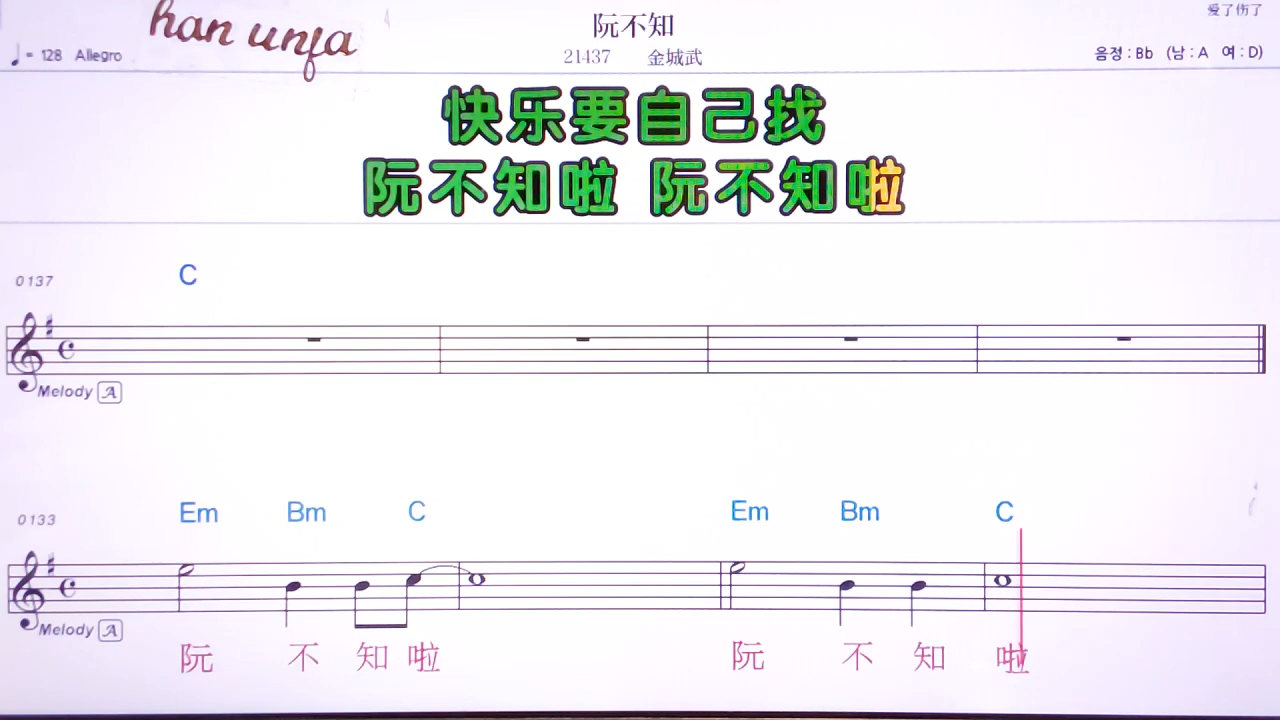 han unfa
阮不知
爱了伤了
♩= 128 Allegro
21437 金城武
음정 : Bb (남 : A 여 : D)
快乐要自己找
阮不知啦 阮不知啦
0137
C
Melody A
Em Bm C Em Bm C
0133
Melody A
阮 不 知 啦 阮 不 知 啦